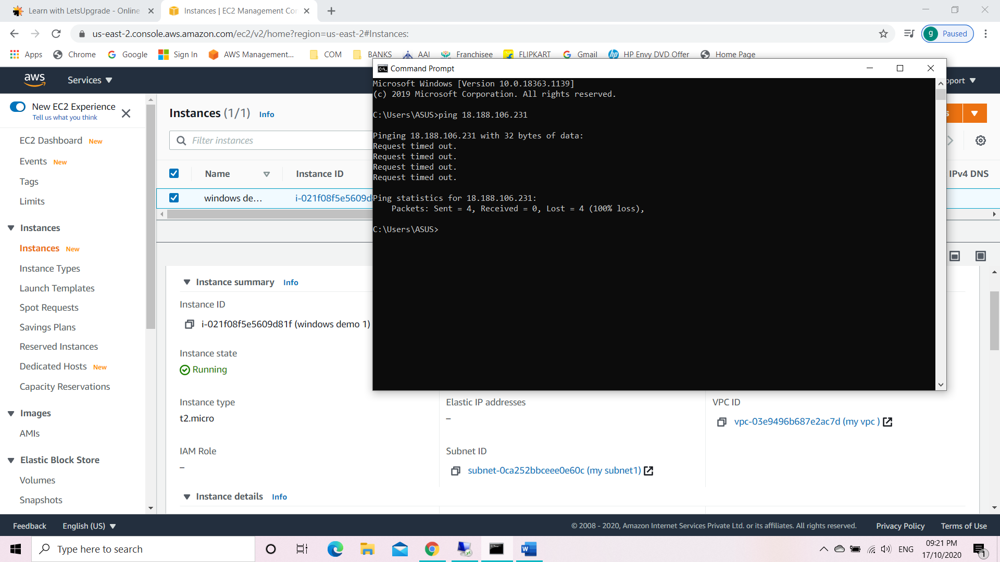 Learn with LetsUpgrade - Online
Instances | EC2 Management Con
us-east-2.console.aws.amazon.com/ec2/v2/home?region=us-east-2#Instances:
g Paused
Apps Chrome Google Sign In AWS Management... COM BANKS AAI Franchisee FLIPKART Gmail HP Envy DVD Offer Home Page
aws Services
pport
Command Prompt
Microsoft Windows [Version 10.0.18363.1139]
(c) 2019 Microsoft Corporation. All rights reserved.
C:\Users\ASUS>ping 18.188.106.231
Pinging 18.188.106.231 with 32 bytes of data:
Request timed out.
Request timed out.
Request timed out.
Request timed out.
Ping statistics for 18.188.106.231:
Packets: Sent = 4, Received = 0, Lost = 4 (100% loss),
C:\Users\ASUS>
New EC2 Experience
Tell us what you think
EC2 Dashboard New
Events New
Tags
Limits
Instances
Instances New
Instance Types
Launch Templates
Spot Requests
Savings Plans
Reserved Instances
Dedicated Hosts New
Capacity Reservations
Images
AMIs
Elastic Block Store
Volumes
Snapshots
Instances (1/1) Info
s
Filter instances
Name Instance ID IPv4 DNS
windows de... i-021f08f5e5609d
Instance summary Info
Instance ID
i-021f08f5e5609d81f (windows demo 1)
Instance state
Running
Instance type
t2.micro
Elastic IP addresses
–
VPC ID
vpc-03e9496b687e2ac7d (my vpc )
IAM Role
–
Subnet ID
subnet-0ca252bbceee0e60c (my subnet1)
Instance details Info
Feedback English (US) © 2008 - 2020, Amazon Internet Services Private Ltd. or its affiliates. All rights reserved. Privacy Policy Terms of Use
Type here to search
ENG
09:21 PM
17/10/2020
1